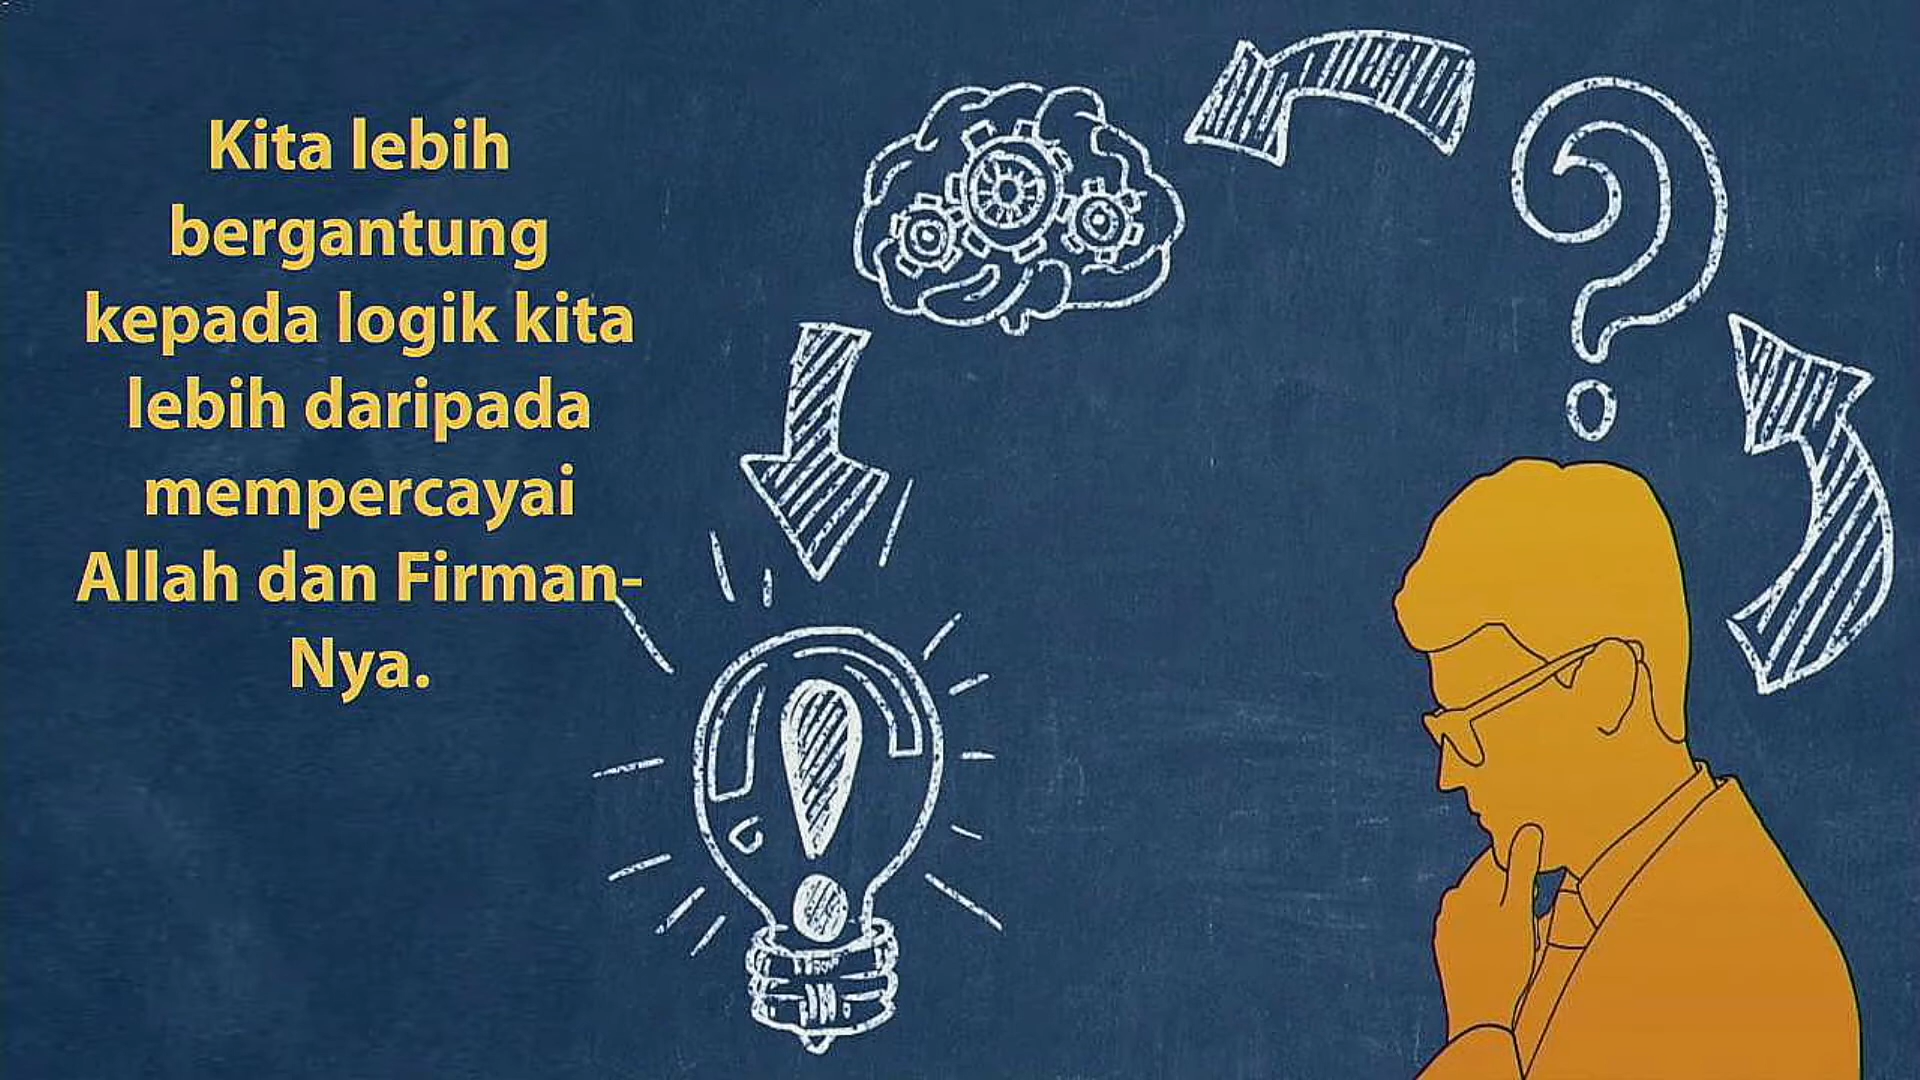 Kita lebih
bergantung
kepada logik kita
lebih daripada
mempercayai
Allah dan Firman-
Nya.